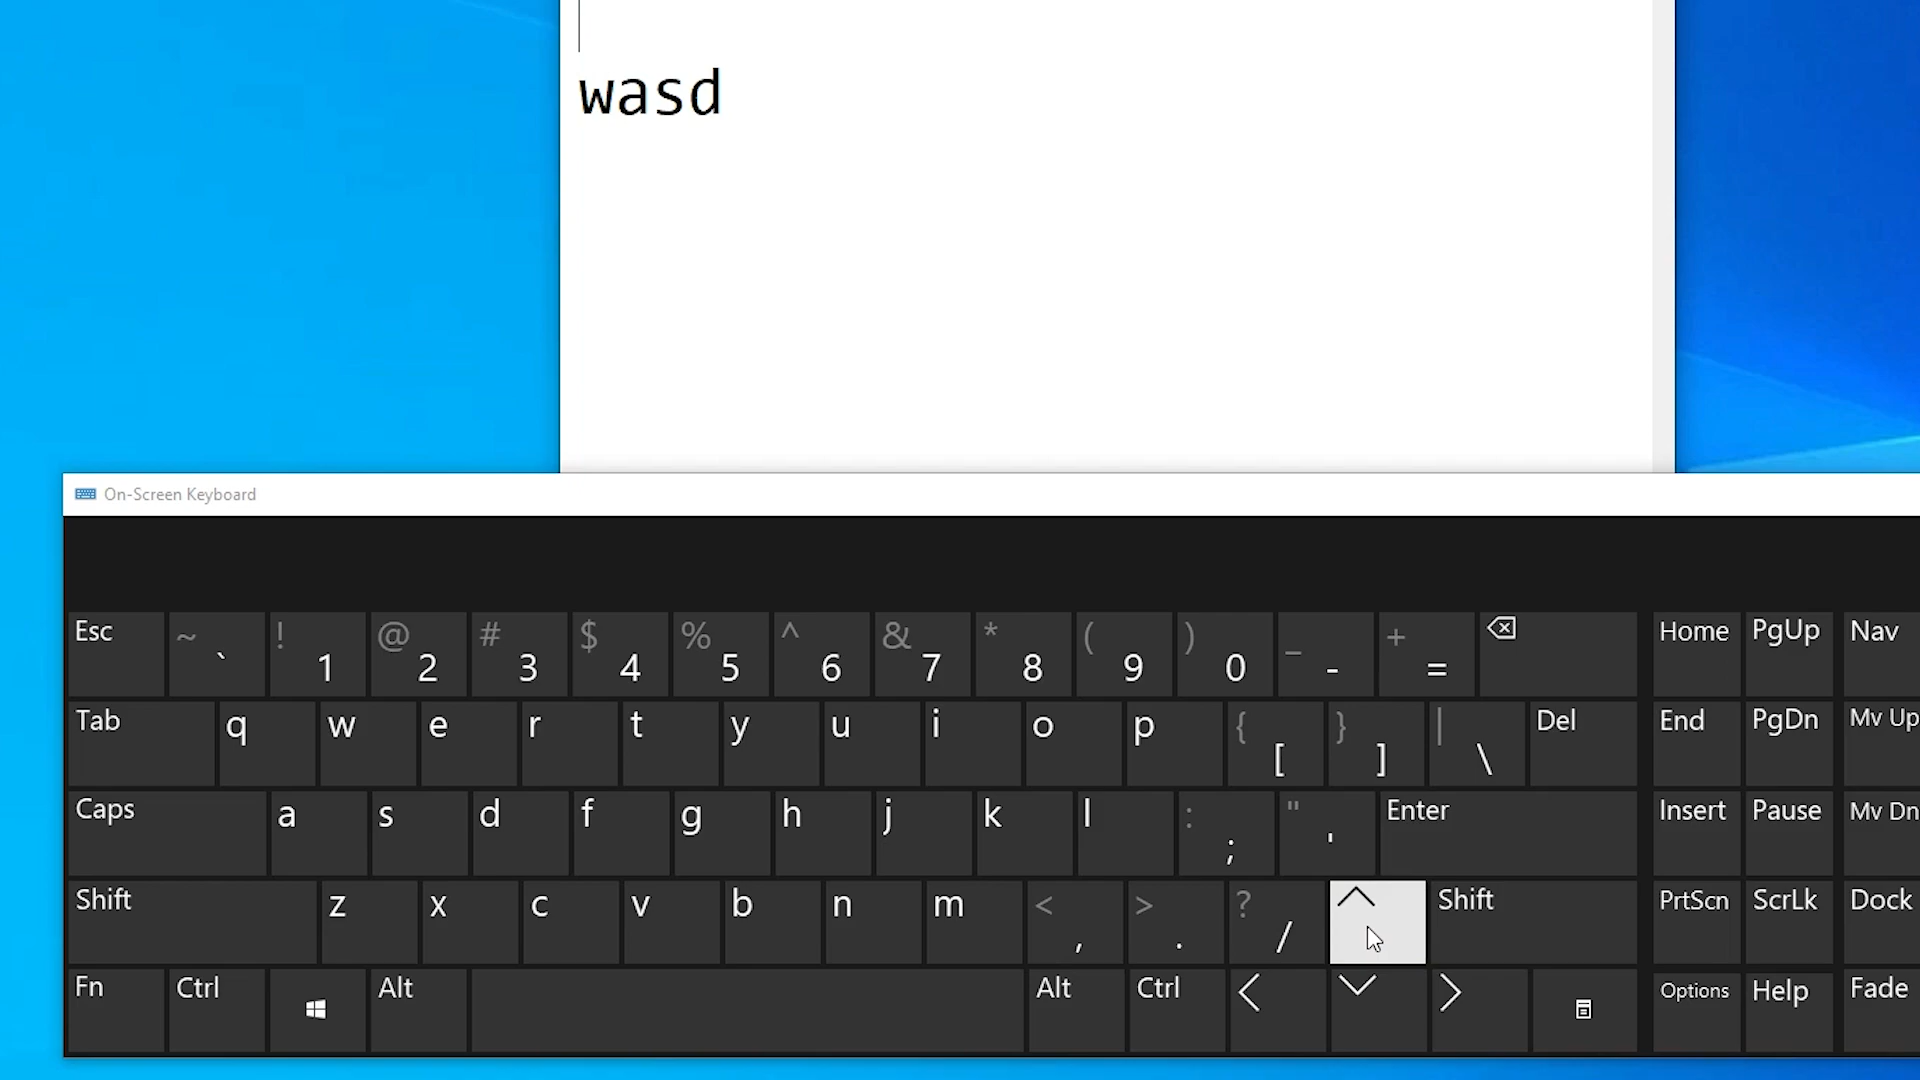 wasd
On-Screen Keyboard
Esc ~ ` ! 1 @ 2 # 3 $ 4 % 5 ^ 6 & 7 * 8 ( 9 ) 0 _ - + = Home PgUp Nav
Tab q w e r t y u i o p { [ } ] | \ Del End PgDn Mv Up
Caps a s d f g h j k l : ; " ' Enter Insert Pause Mv Dn
Shift z x c v b n m < , > . ? / Shift PrtScn ScrLk Dock
Fn Ctrl Alt Alt Ctrl Options Help Fade